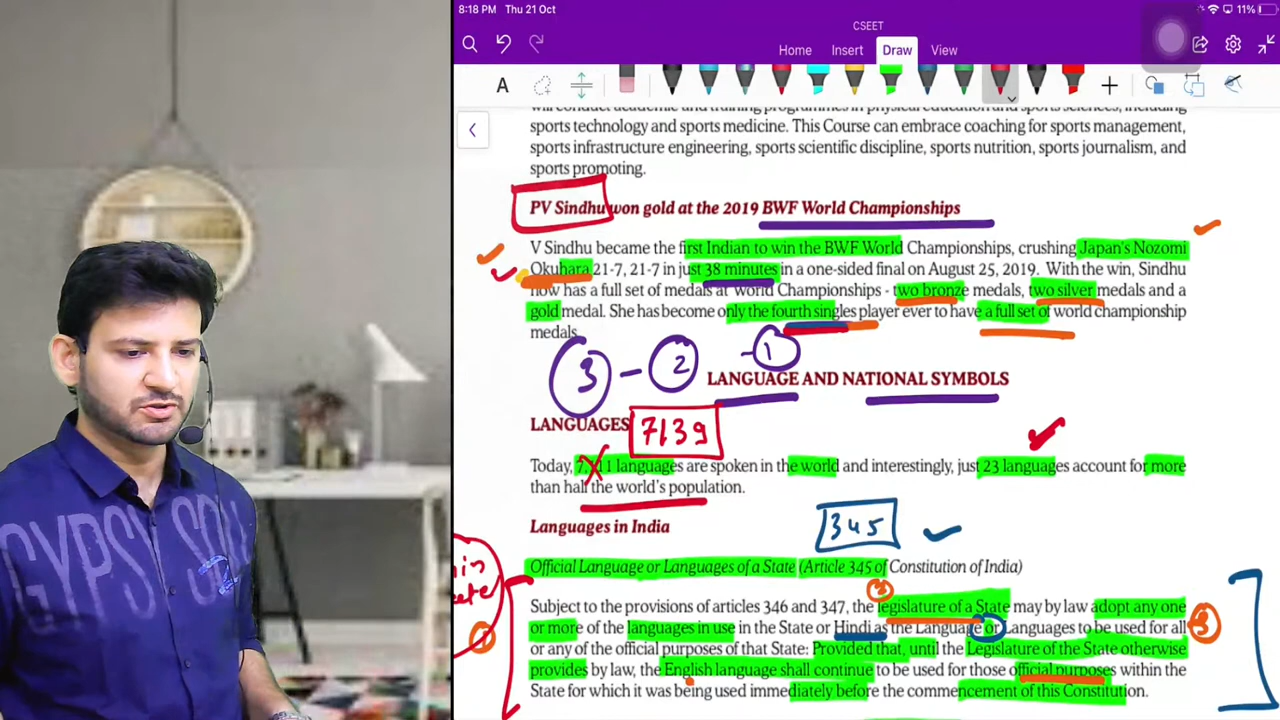 8:18 PM Thu 21 Oct
11%
CSEET
Home Insert Draw View
A
sports technology and sports medicine. This Course can embrace coaching for sports management,
sports infrastructure engineering, sports scientific discipline, sports nutrition, sports journalism, and
sports promoting.
PV Sindhu won gold at the 2019 BWF World Championships
V Sindhu became the first Indian to win the BWF World Championships, crushing Japan's Nozomi
Okuhara 21-7, 21-7 in just 38 minutes in a one-sided final on August 25, 2019. With the win, Sindhu
now has a full set of medals at World Championships - two bronze medals, two silver medals and a
gold medal. She has become only the fourth singles player ever to have a full set of world championship
medals.
3 - 2 - 1
LANGUAGE AND NATIONAL SYMBOLS
LANGUAGES 7139
Today, 11 languages are spoken in the world and interestingly, just 23 languages account for more
than half the world's population.
345
Languages in India
Official Language or Languages of a State (Article 345 of Constitution of India)
Subject to the provisions of articles 346 and 347, the legislature of a State may by law adopt any one
or more of the languages in use in the State or Hindi as the Language or Languages to be used for all
or any of the official purposes of that State: Provided that, until the Legislature of the State otherwise
provides by law, the English language shall continue to be used for those official purposes within the
State for which it was being used immediately before the commencement of this Constitution.
GYPSY SOUL